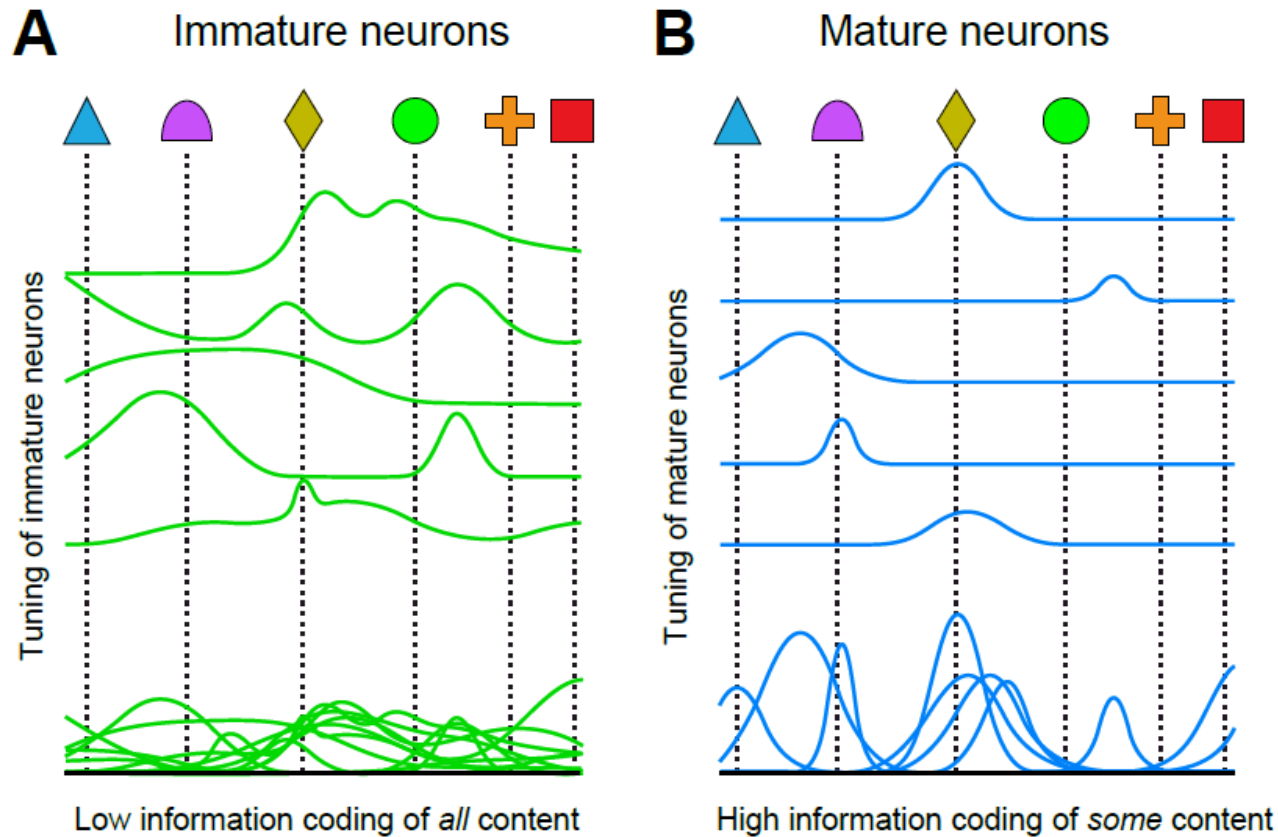 A
Immature neurons
Tuning of immature neurons
Low information coding of all content
B
Mature neurons
Tuning of mature neurons
High information coding of some content